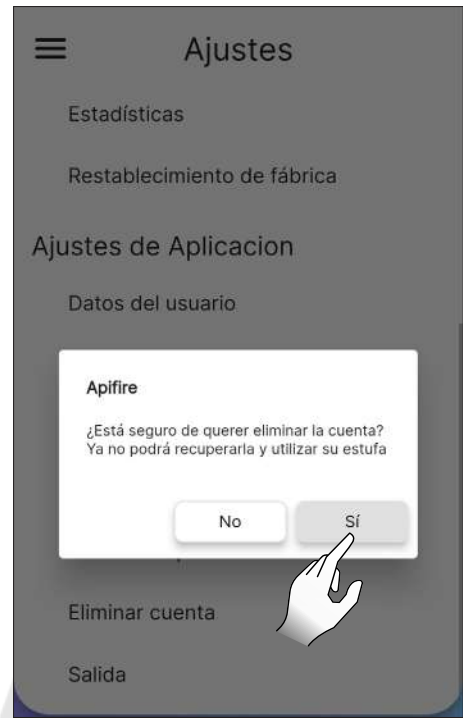 Ajustes
Estadísticas
Restablecimiento de fábrica
Ajustes de Aplicacion
Datos del usuario
Apifire
¿Está seguro de querer eliminar la cuenta?
Ya no podrá recuperarla y utilizar su estufa
No
Sí
Eliminar cuenta
Salida